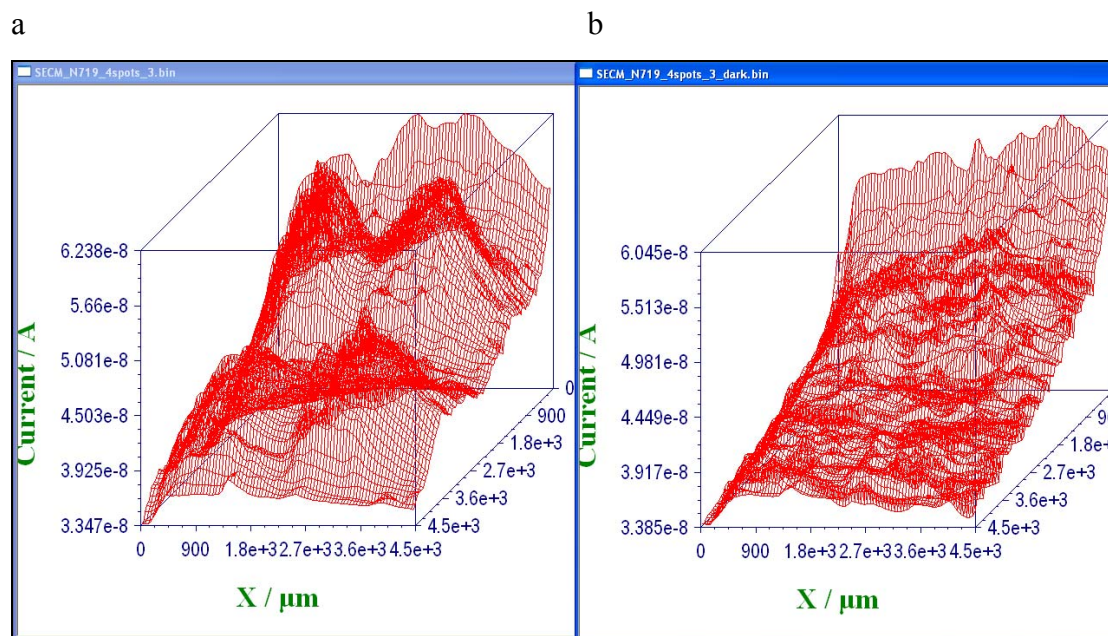 a
b
SECM_N719_4spots_3.bin
SECM_N719_4spots_3_dark.bin
6.238e-8
5.66e-8
5.081e-8
4.503e-8
3.925e-8
3.347e-8
Current / A
0
900
1.8e+3
2.7e+3
3.6e+3
4.5e+3
0
900
1.8e+3
2.7e+3
3.6e+3
4.5e+3
X / µm
6.045e-8
5.513e-8
4.981e-8
4.449e-8
3.917e-8
3.385e-8
Current / A
90
1.8e+
2.7e+3
3.6e+3
4.5e+3
0
900
1.8e+3
2.7e+3
3.6e+3
4.5e+3
X / µm